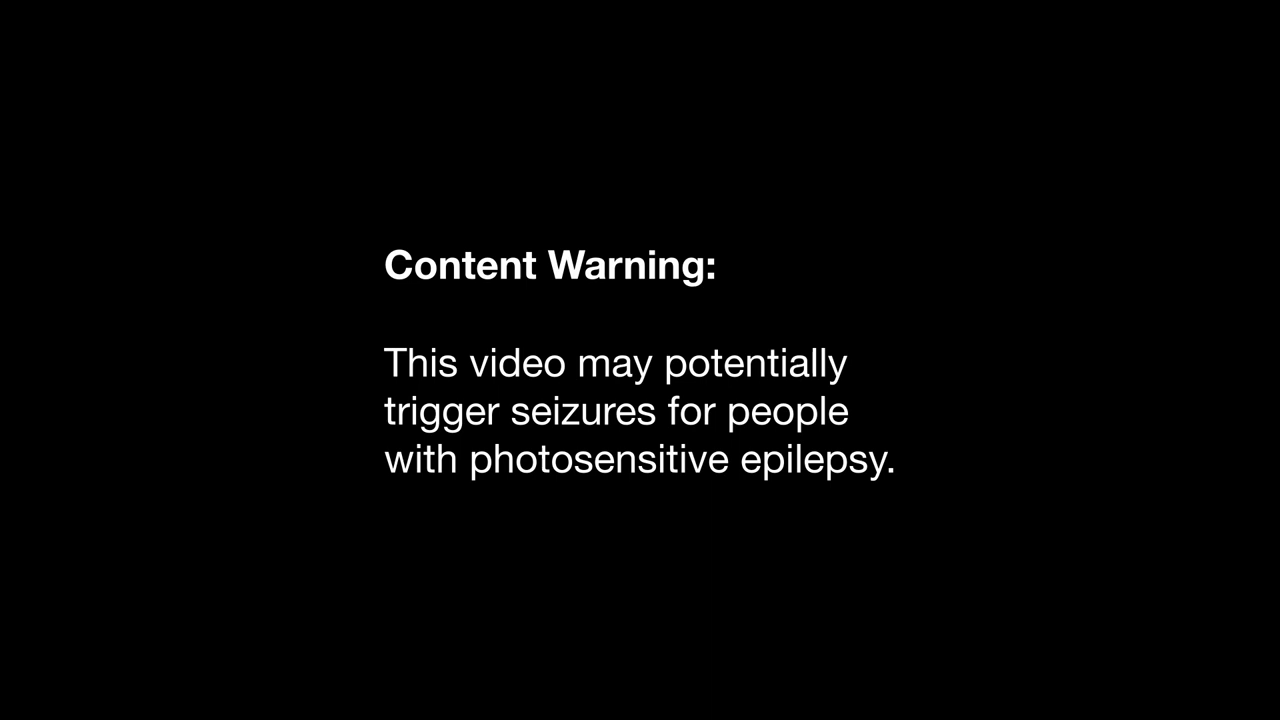 Content Warning:
This video may potentially
trigger seizures for people
with photosensitive epilepsy.